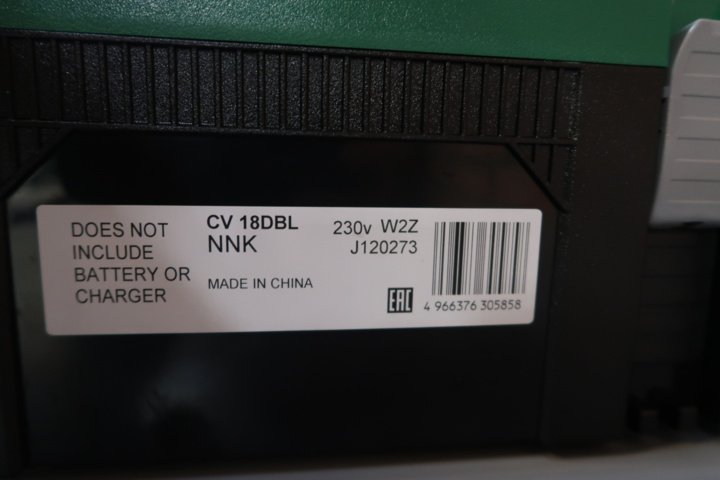 DOES NOT
INCLUDE
BATTERY OR
CHARGER
CV 18DBL
NNK
MADE IN CHINA
230v W2Z
J120273
EAC
4 966376 305858